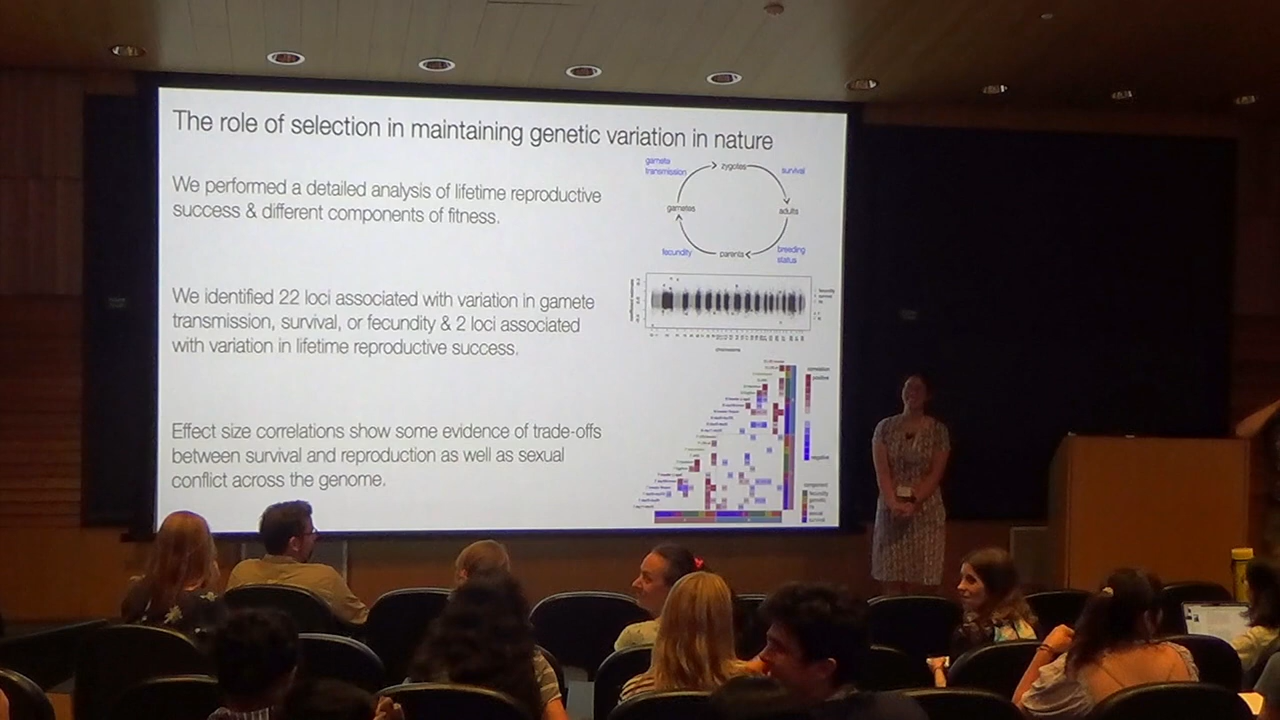 The role of selection in maintaining genetic variation in nature
We performed a detailed analysis of lifetime reproductive
success & different components of fitness.
gamete
transmission
zygotes
survival
gametes
adults
fecundity
parents
breeding
status
We identified 22 loci associated with variation in gamete
transmission, survival, or fecundity & 2 loci associated
with variation in lifetime reproductive success.
chromosomes
Effect size correlations show some evidence of trade-offs
between survival and reproduction as well as sexual
conflict across the genome.
correlation
positive
negative
component
fecundity
survival